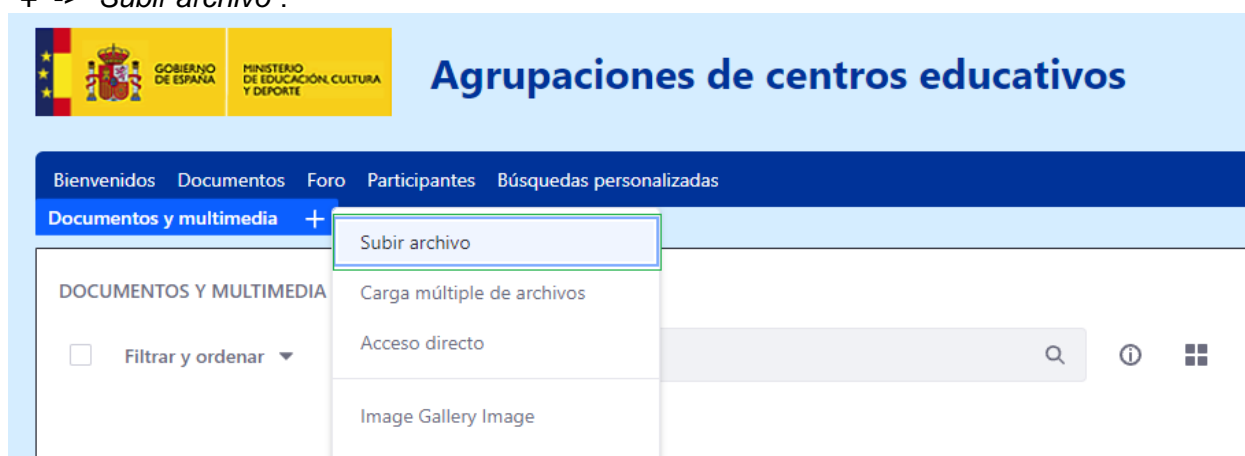 + -> "Subir archivo".
GOBIERNO
DE ESPAÑA
MINISTERIO
DE EDUCACIÓN, CULTURA
Y DEPORTE
Agrupaciones de centros educativos
Bienvenidos Documentos Foro Participantes Búsquedas personalizadas
Documentos y multimedia +
Subir archivo
DOCUMENTOS Y MULTIMEDIA
Carga múltiple de archivos
Filtrar y ordenar
Acceso directo
Image Gallery Image